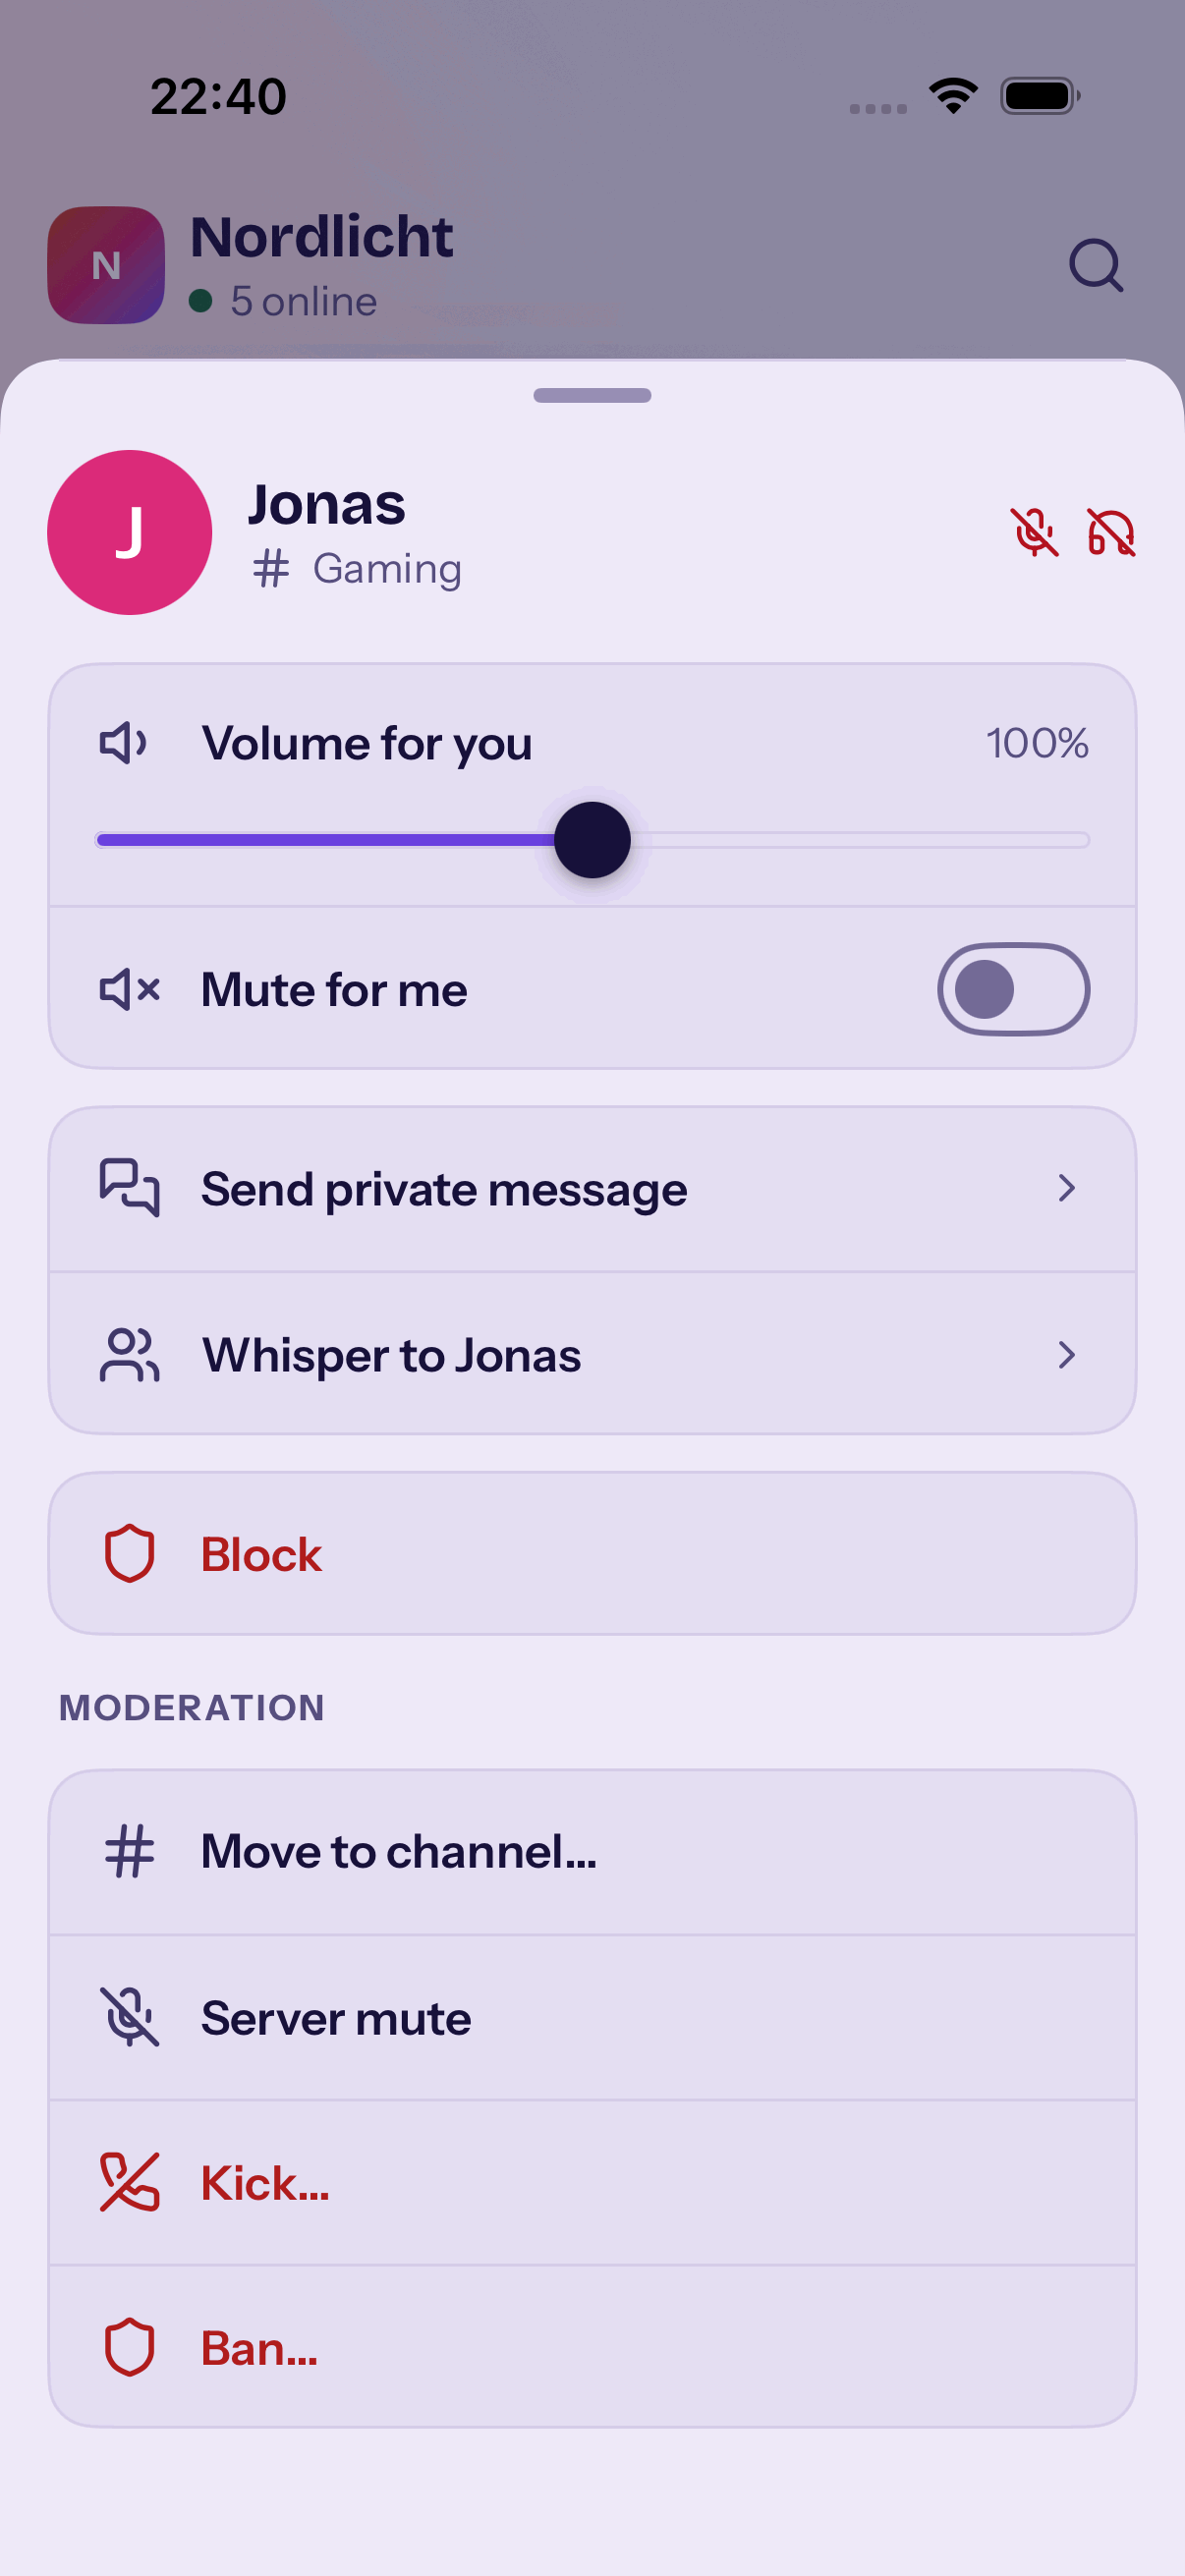 22:40
N
Nordlicht
5 online
J
Jonas
Gaming
Volume for you
100%
Mute for me
Send private message
Whisper to Jonas
Block
MODERATION
Move to channel...
Server mute
Kick...
Ban...